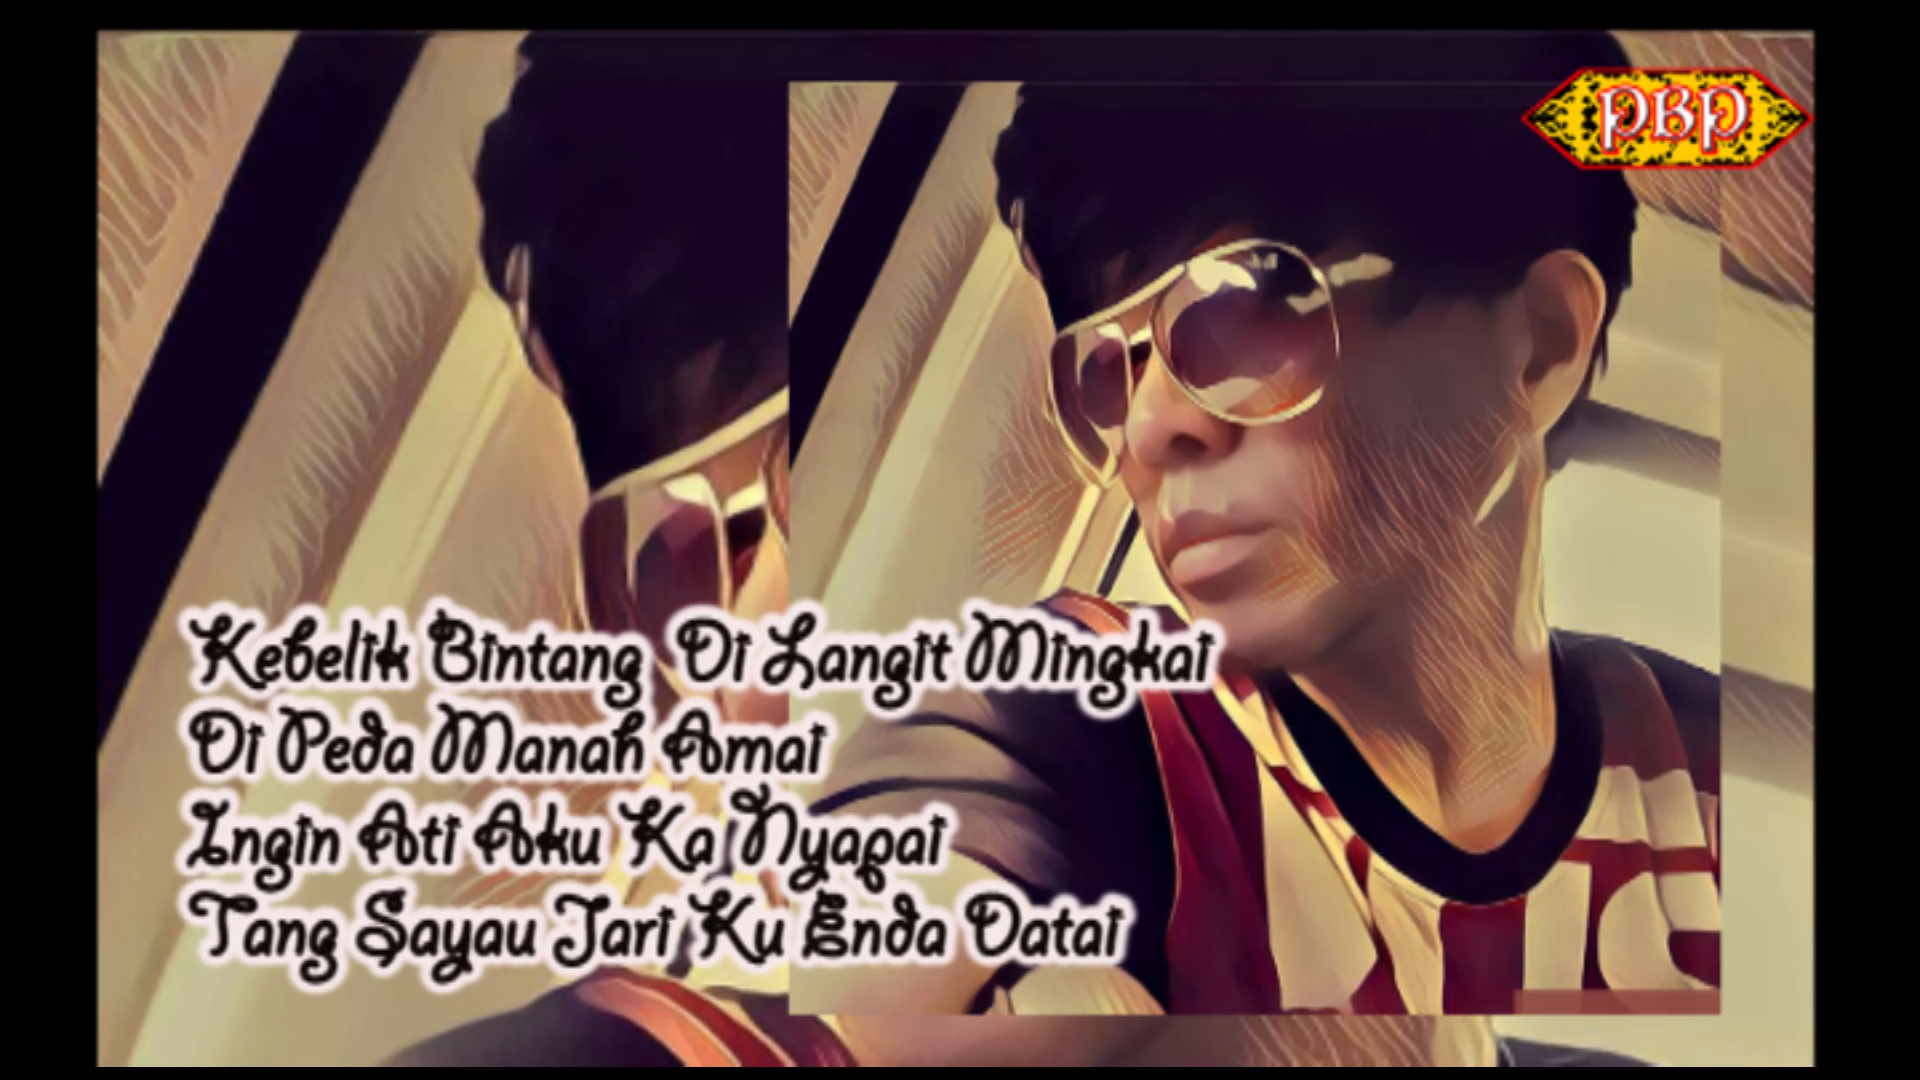 PBP
Kebelik Bintang Di Langit Mingkai
Di Peda Manah Amai
Ingin Ati Aku Ka Nyapai
Tang Sayau Jari Ku Enda Datai